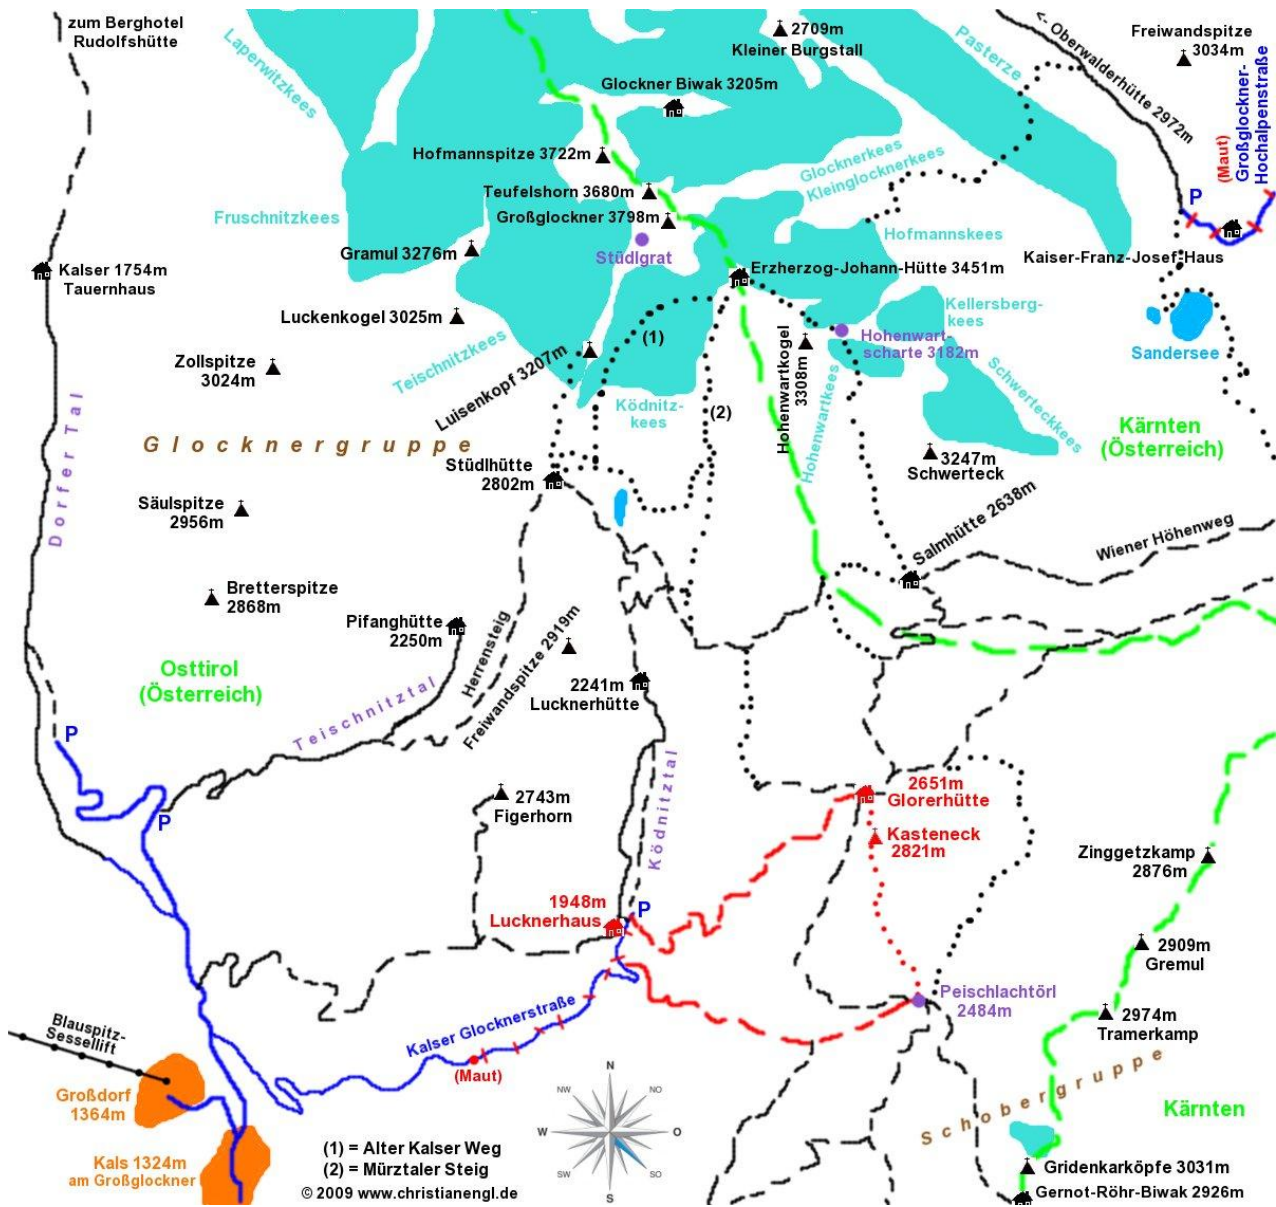 zum Berghotel
Rudolfshütte
Laperwitzkees
2709m
Kleiner Burgstall
Pasterze
<- Oberwalderhütte 2972m
Freiwandspitze
3034m
(Maut)
Großglockner-
Hochalpenstraße
Glockner Biwak 3205m
Hofmannspitze 3722m
Glocknerkees
Kleinglocknerkees
Teufelshorn 3680m
P
Fruschnitzkees
Großglockner 3798m
Hofmannskees
Gramul 3276m
Stüdlgrat
Kaiser-Franz-Josef-Haus
Kalser 1754m
Tauernhaus
Erzherzog-Johann-Hütte 3451m
Kellersberg-
kees
Luckenkogel 3025m
(1)
Hohenwart-
scharte 3182m
Sandersee
Zollspitze
3024m
Teischnitzkees
Luisenkopf 3207m
Hohenwartkogel
3308m
Schwerteckkees
Ködnitz-
kees
(2)
Hohenwartkees
Kärnten
(Österreich)
Glocknergruppe
Dorfer Tal
Stüdlhütte
2802m
3247m
Schwerteck
Säulspitze
2956m
Salmhütte 2638m
Wiener Höhenweg
Bretterspitze
2868m
Pifanghütte
2250m
Herrensteig
Freiwandspitze 2919m
Osttirol
(Österreich)
2241m
Lucknerhütte
Teischnitztal
P
Ködnitztal
2743m
Figerhorn
2651m
Glorerhütte
P
Kasteneck
2821m
Zinggetzkamp
2876m
1948m
Lucknerhaus
P
2909m
Gremul
Peischlachtörl
2484m
2974m
Tramerkamp
Blauspitz-
Sessellift
Kalser Glocknerstraße
(Maut)
Schobergruppe
Großdorf
1364m
N
NW
NO
W
O
SW
SO
S
Kärnten
Kals 1324m
am Großglockner
(1) = Alter Kalser Weg
(2) = Mürztaler Steig
© 2009 www.christianengl.de
Gridenkarköpfe 3031m
Gernot-Röhr-Biwak 2926m